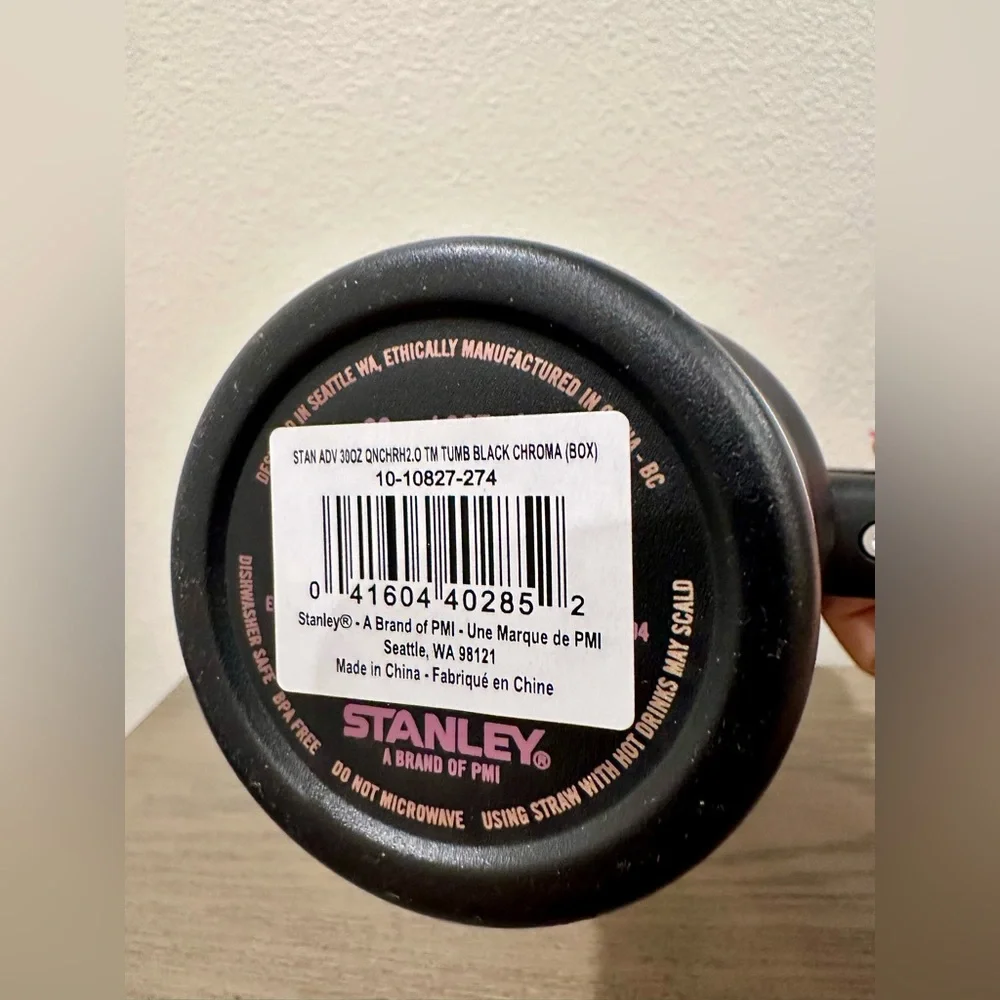 IN SEATTLE WA, ETHICALLY MANUFACTURED IN - BC
STAN ADV 30OZ QNCHRH2.O TM TUMB BLACK CHROMA (BOX)
10-10827-274
0 41604 40285 2
Stanley® - A Brand of PMI - Une Marque de PMI
Seattle, WA 98121
Made in China - Fabriqué en Chine
STANLEY®
A BRAND OF PMI
DISHWASHER SAFE BPA FREE
DO NOT MICROWAVE
USING STRAW WITH HOT DRINKS MAY SCALD